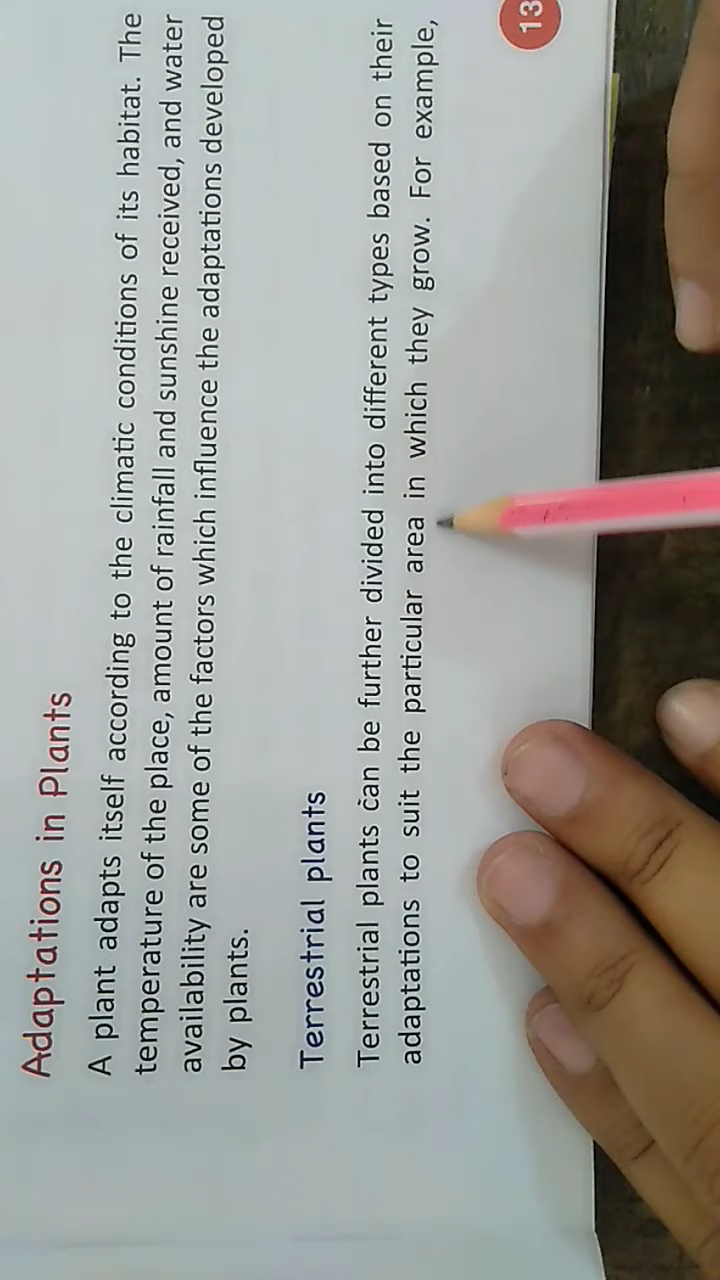 Adaptations in Plants
A plant adapts itself according to the climatic conditions of its habitat. The
temperature of the place, amount of rainfall and sunshine received, and water
availability are some of the factors which influence the adaptations developed
by plants.
Terrestrial plants
Terrestrial plants can be further divided into different types based on their
adaptations to suit the particular area in which they grow. For example,
13